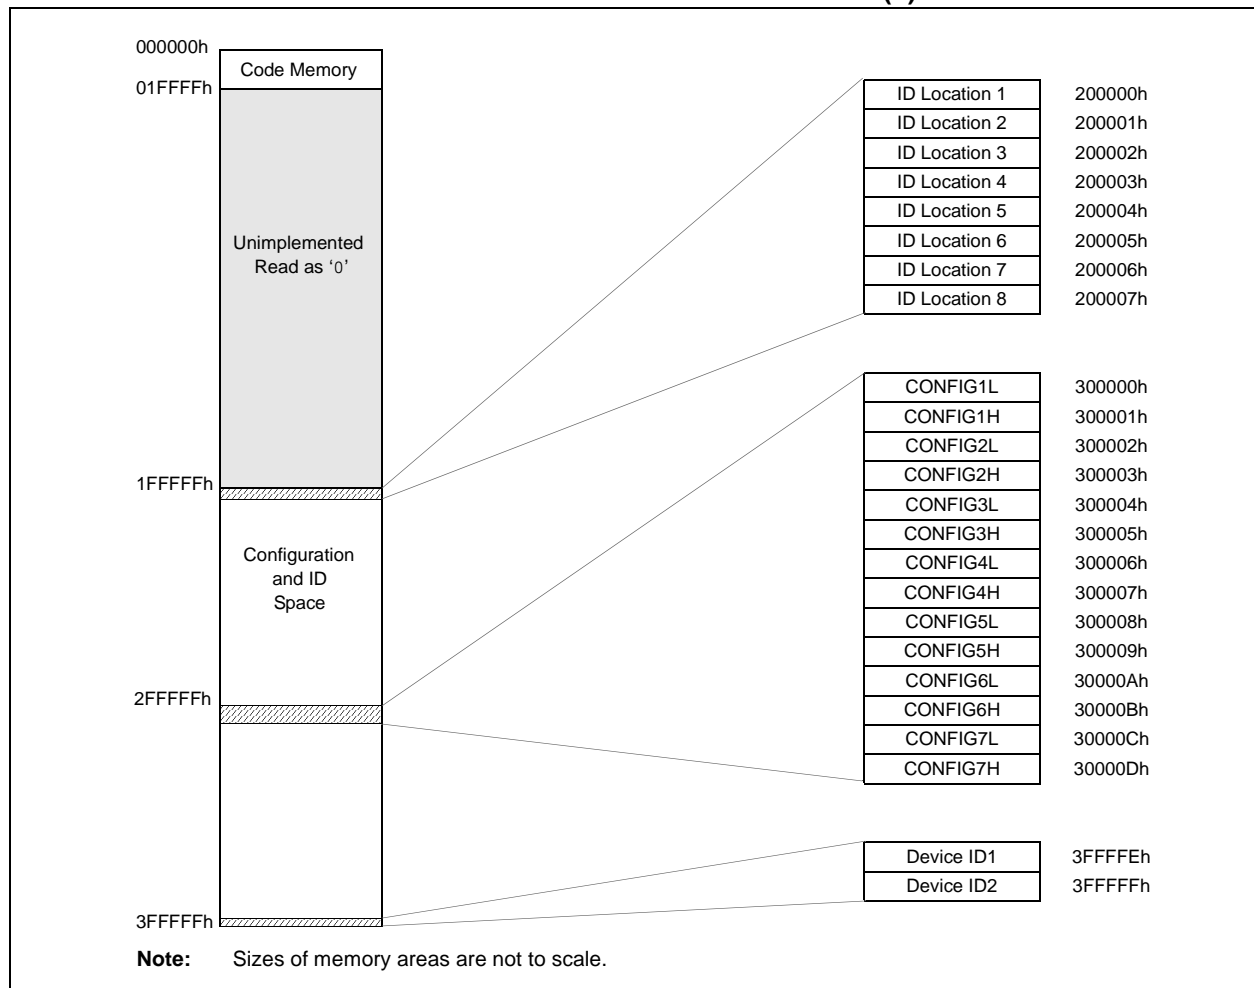 000000h
Code Memory
01FFFFh
Unimplemented
Read as ‘0’
1FFFFFh
Configuration
and ID
Space
2FFFFFh
3FFFFFh
ID Location 1 200000h
ID Location 2 200001h
ID Location 3 200002h
ID Location 4 200003h
ID Location 5 200004h
ID Location 6 200005h
ID Location 7 200006h
ID Location 8 200007h
CONFIG1L 300000h
CONFIG1H 300001h
CONFIG2L 300002h
CONFIG2H 300003h
CONFIG3L 300004h
CONFIG3H 300005h
CONFIG4L 300006h
CONFIG4H 300007h
CONFIG5L 300008h
CONFIG5H 300009h
CONFIG6L 30000Ah
CONFIG6H 30000Bh
CONFIG7L 30000Ch
CONFIG7H 30000Dh
Device ID1 3FFFFEh
Device ID2 3FFFFFh
Note: Sizes of memory areas are not to scale.